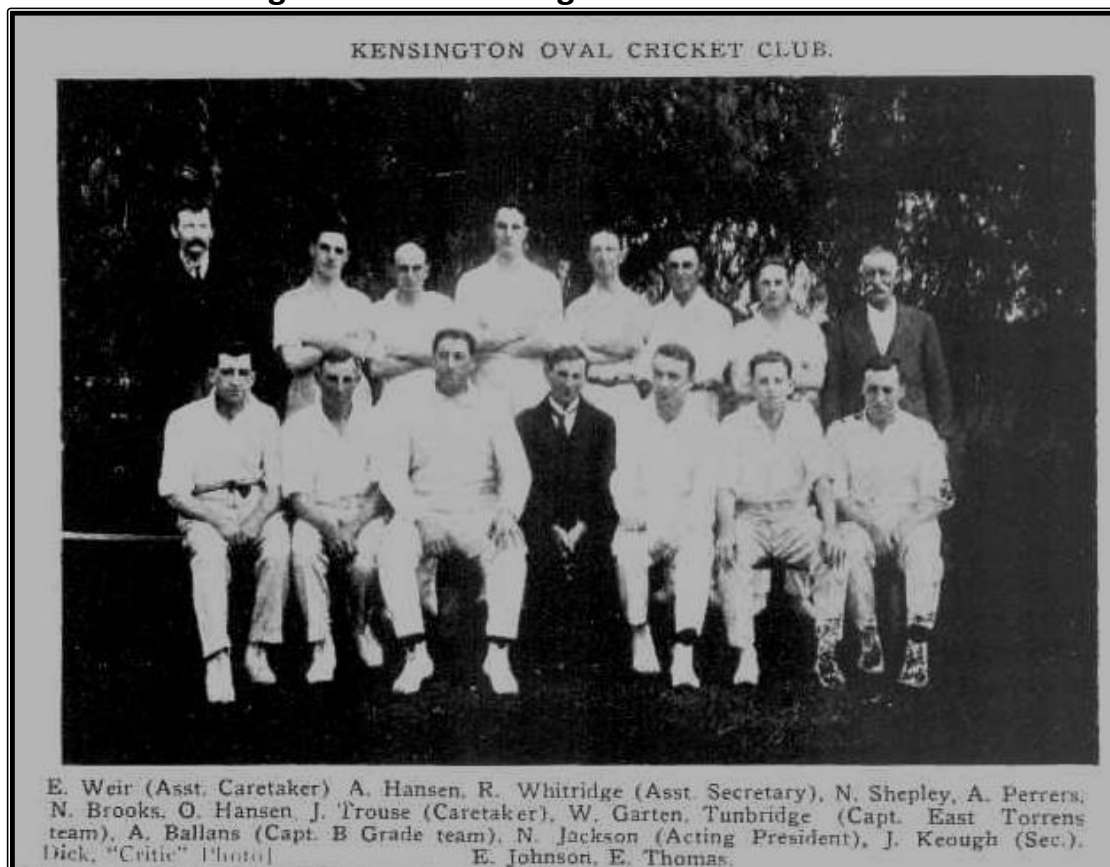 KENSINGTON OVAL CRICKET CLUB.
E. Weir (Asst. Caretaker) A. Hansen, R. Whitridge (Asst. Secretary), N. Shepley, A. Perrers,
N. Brooks, O. Hansen, J. Trouse (Caretaker), W. Garten, Tunbridge (Capt. East Torrens
team), A. Ballans (Capt. B Grade team), N. Jackson (Acting President), J. Keough (Sec.),
Dick, "Critic" Photo] E. Johnson, E. Thomas.